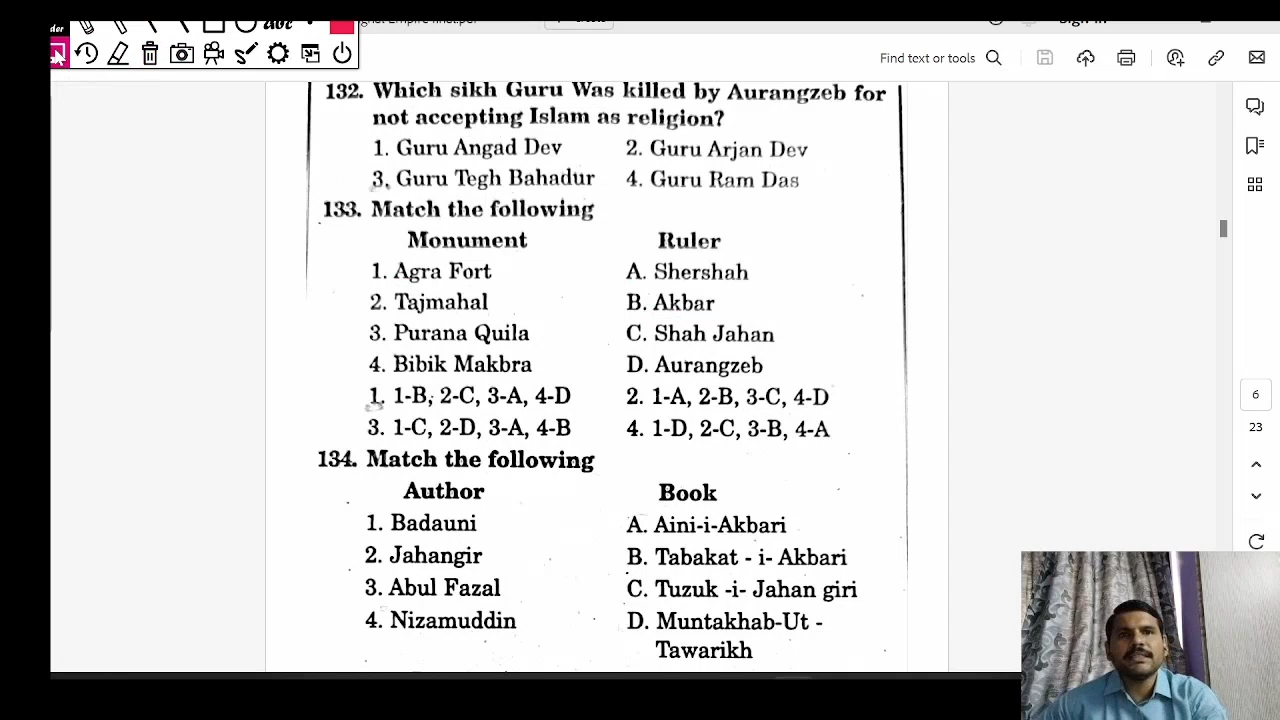 der
abc
Find text or tools
132. Which sikh Guru Was killed by Aurangzeb for
not accepting Islam as religion?
1. Guru Angad Dev 2. Guru Arjan Dev
3. Guru Tegh Bahadur 4. Guru Ram Das
133. Match the following
Monument Ruler
1. Agra Fort A. Shershah
2. Tajmahal B. Akbar
3. Purana Quila C. Shah Jahan
4. Bibik Makbra D. Aurangzeb
1. 1-B, 2-C, 3-A, 4-D 2. 1-A, 2-B, 3-C, 4-D
3. 1-C, 2-D, 3-A, 4-B 4. 1-D, 2-C, 3-B, 4-A
134. Match the following
Author Book
1. Badauni A. Aini-i-Akbari
2. Jahangir B. Tabakat - i- Akbari
3. Abul Fazal C. Tuzuk -i- Jahan giri
4. Nizamuddin D. Muntakhab-Ut -
Tawarikh
6
23